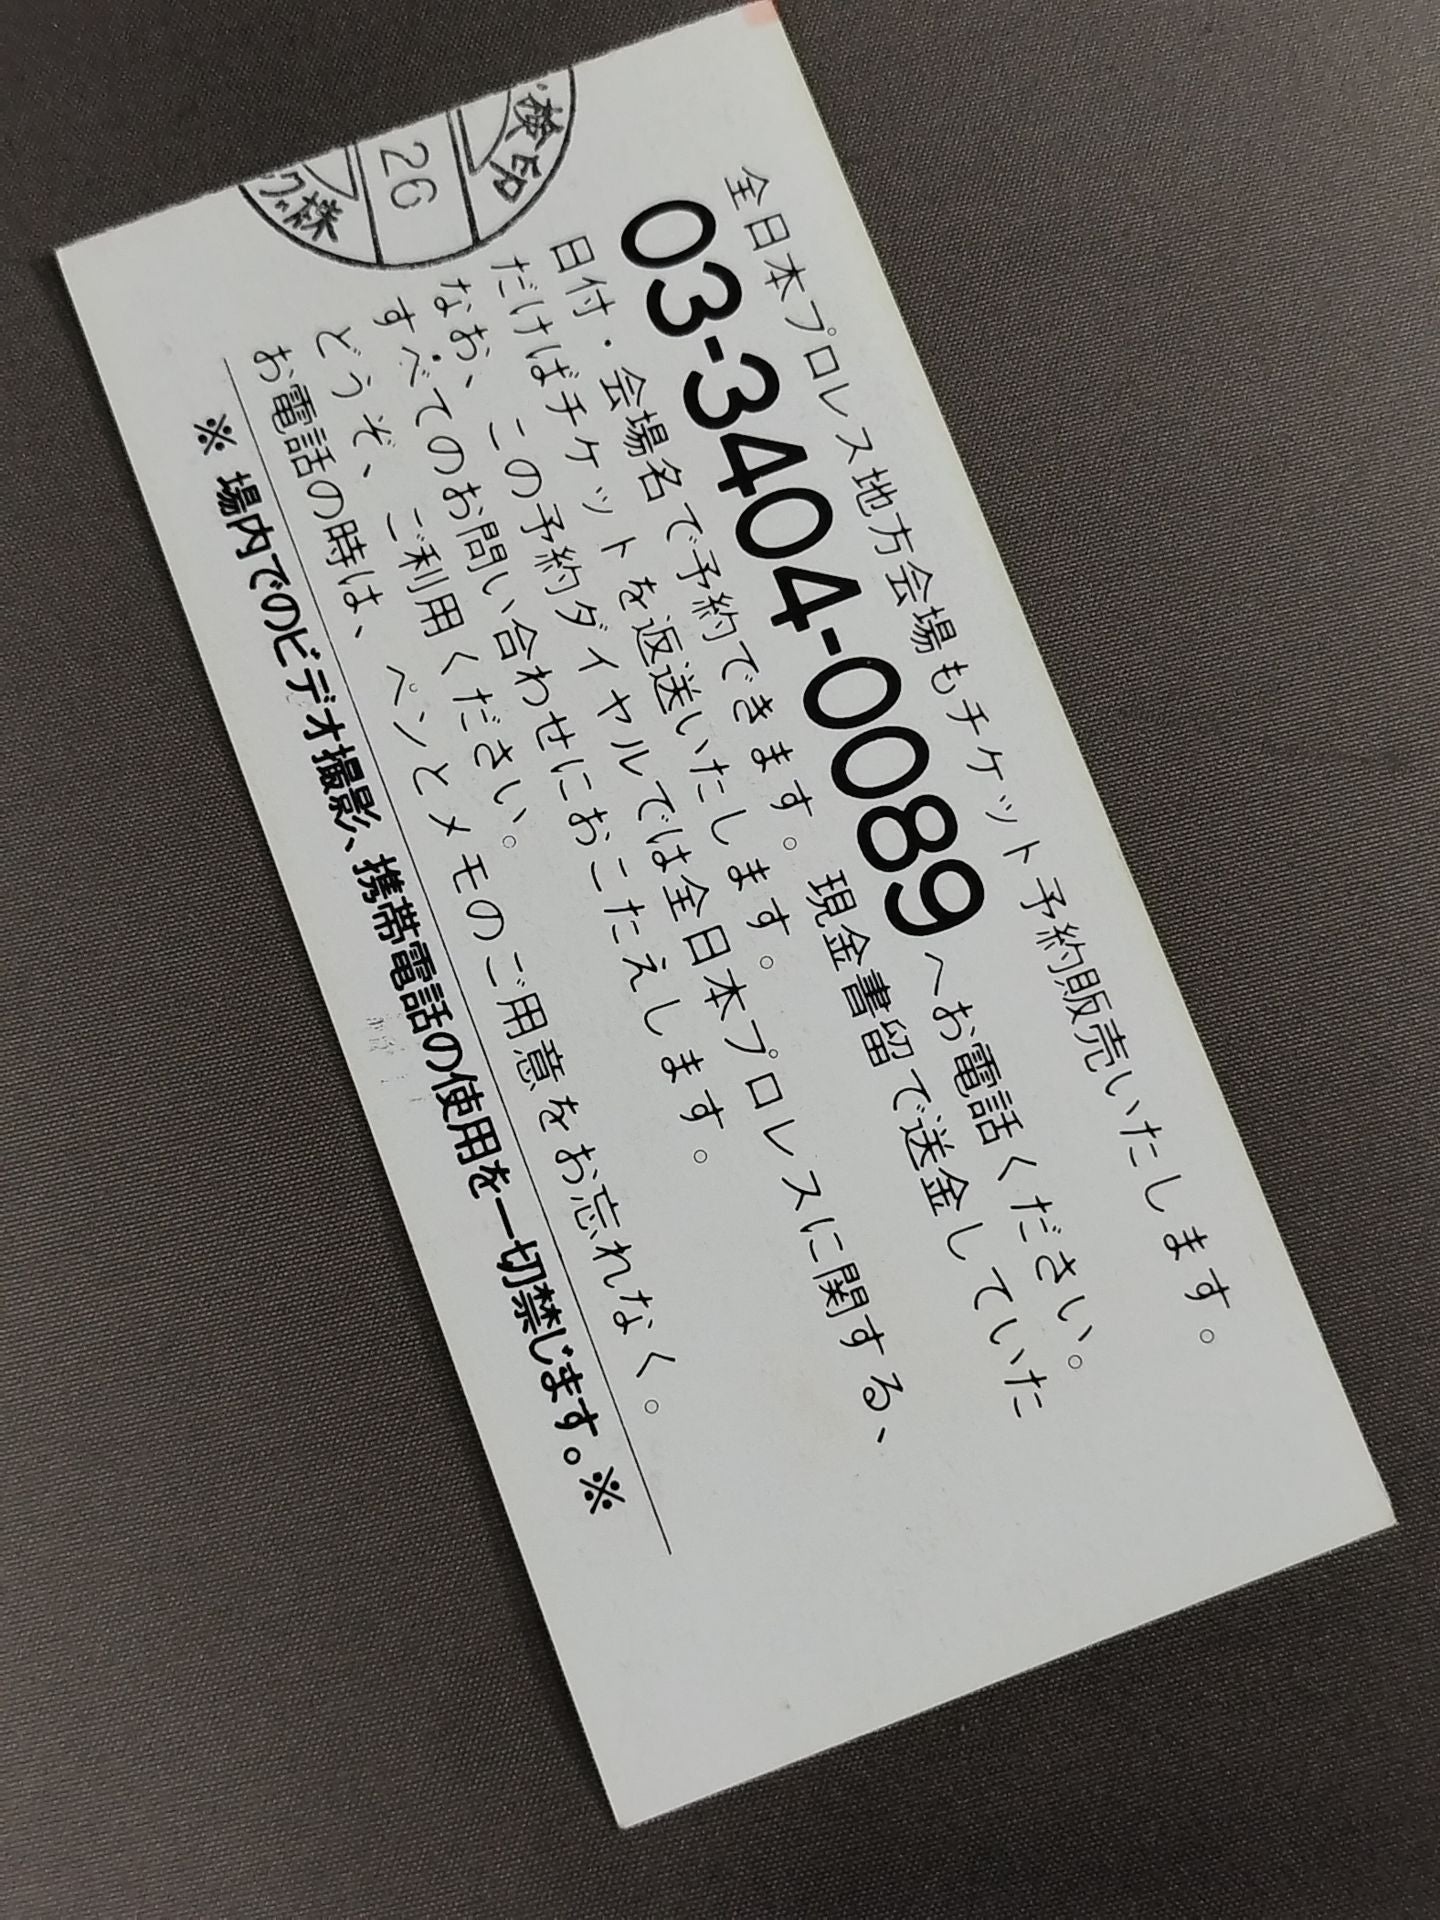 全日本プロレス地方会場もチケット予約販売いたします。
03-3404-0089へお電話ください。
日付・会場名で予約できます。現金書留で送金していた
だければチケットを返送いたします。
なお、この予約ダイヤルでは全日本プロレスに関する、
すべてのお問い合わせにおこたえします。
どうぞ、ご利用ください。
お電話の時は、ペンとメモのご用意をお忘れなく。
※場内でのビデオ撮影、携帯電話の使用を一切禁じます。※
検印
26
株